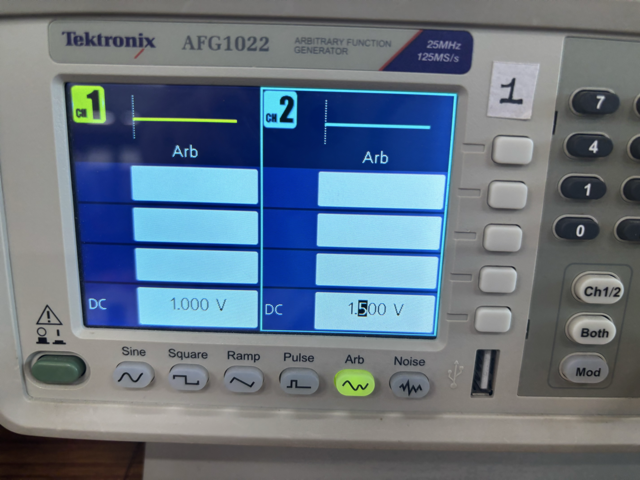 Tektronix AFG1022 ARBITRARY FUNCTION GENERATOR 25MHz 125MS/s
1
CH 1
Arb
DC 1.000 V
CH 2
Arb
DC 1.500 V
7
4
1
0
Ch1/2
Both
Mod
Sine Square Ramp Pulse Arb Noise